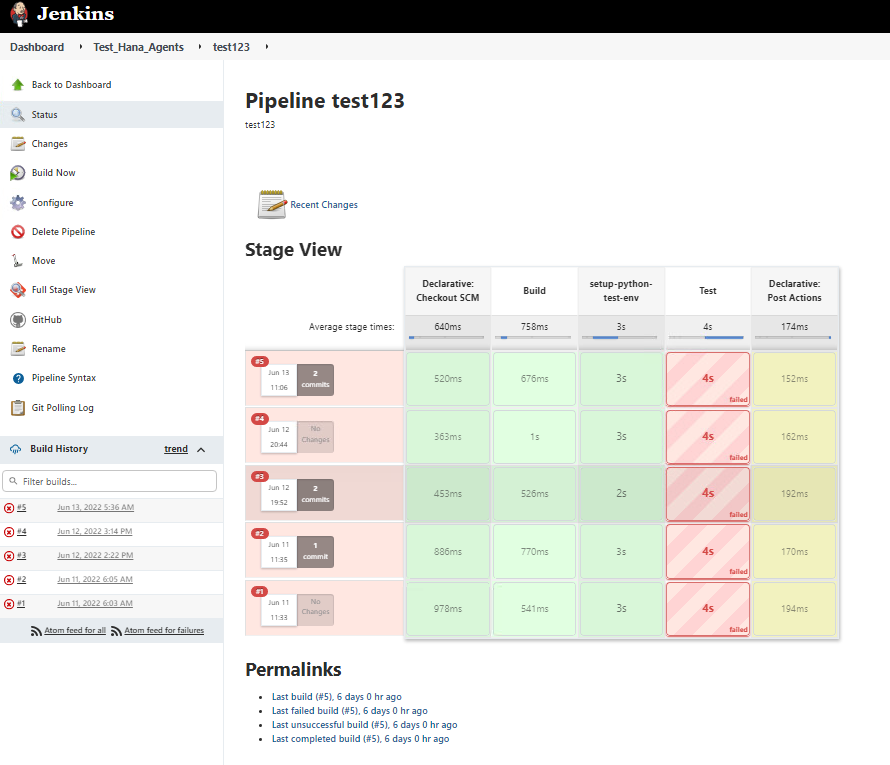 Jenkins
Dashboard
Test_Hana_Agents
test123
Back to Dashboard
Status
Changes
Build Now
Configure
Delete Pipeline
Move
Full Stage View
GitHub
Rename
Pipeline Syntax
Git Polling Log
Build History trend
Filter builds...
#5 Jun 13, 2022 5:36 AM
#4 Jun 12, 2022 3:14 PM
#3 Jun 12, 2022 2:22 PM
#2 Jun 11, 2022 6:05 AM
#1 Jun 11, 2022 6:03 AM
Atom feed for all Atom feed for failures
Pipeline test123
test123
Recent Changes
Stage View
Declarative: Checkout SCM
Build
setup-python-test-env
Test
Declarative: Post Actions
Average stage times: 640ms 758ms 3s 4s 174ms
#5
Jun 13 11:06
2 commits
520ms 676ms 3s 4s failed 152ms
#4
Jun 12 20:44
No Changes
363ms 1s 3s 4s failed 162ms
#3
Jun 12 19:52
2 commits
453ms 526ms 2s 4s failed 192ms
#2
Jun 11 11:35
1 commit
886ms 770ms 3s 4s failed 170ms
#1
Jun 11 11:33
No Changes
978ms 541ms 3s 4s failed 194ms
Permalinks
Last build (#5), 6 days 0 hr ago
Last failed build (#5), 6 days 0 hr ago
Last unsuccessful build (#5), 6 days 0 hr ago
Last completed build (#5), 6 days 0 hr ago